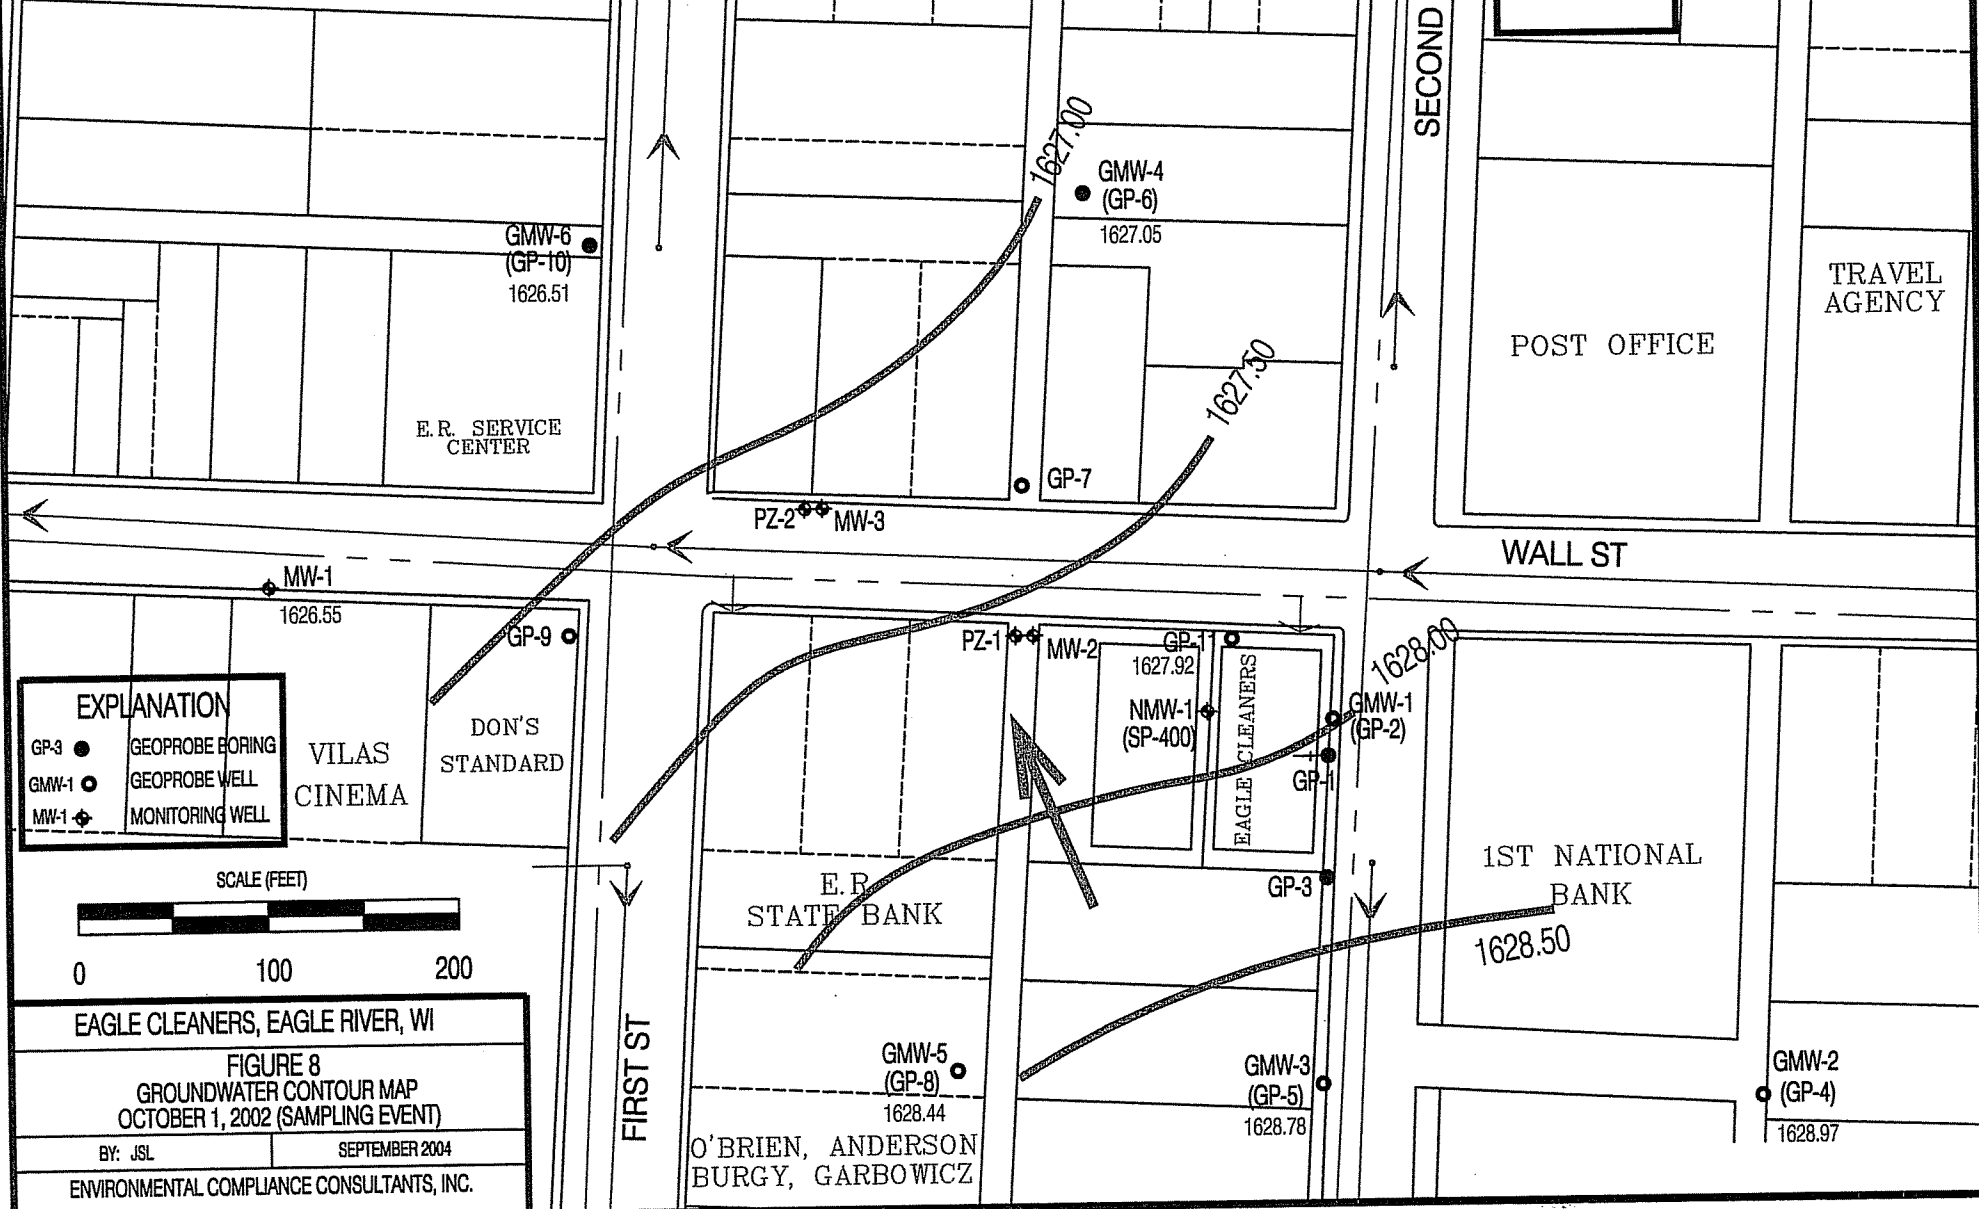 SECOND
1627.00
GMW-4
(GP-6)
1627.05
GMW-6
(GP-10)
1626.51
TRAVEL
AGENCY
POST OFFICE
1627.50
E.R. SERVICE
CENTER
GP-7
PZ-2
MW-3
WALL ST
MW-1
1626.55
GP-9
PZ-1
MW-2
GP-11
1627.92
1628.00
NMW-1
(SP-400)
EAGLE CLEANERS
GMW-1
(GP-2)
GP-1
EXPLANATION
GP-3 GEOPROBE BORING
GMW-1 GEOPROBE WELL
MW-1 MONITORING WELL
VILAS
CINEMA
DON'S
STANDARD
SCALE (FEET)
0 100 200
E.R.
STATE BANK
GP-3
1ST NATIONAL
BANK
1628.50
EAGLE CLEANERS, EAGLE RIVER, WI
FIGURE 8
GROUNDWATER CONTOUR MAP
OCTOBER 1, 2002 (SAMPLING EVENT)
BY: JSL SEPTEMBER 2004
ENVIRONMENTAL COMPLIANCE CONSULTANTS, INC.
FIRST ST
GMW-5
(GP-8)
1628.44
O'BRIEN, ANDERSON
BURGY, GARBOWICZ
GMW-3
(GP-5)
1628.78
GMW-2
(GP-4)
1628.97